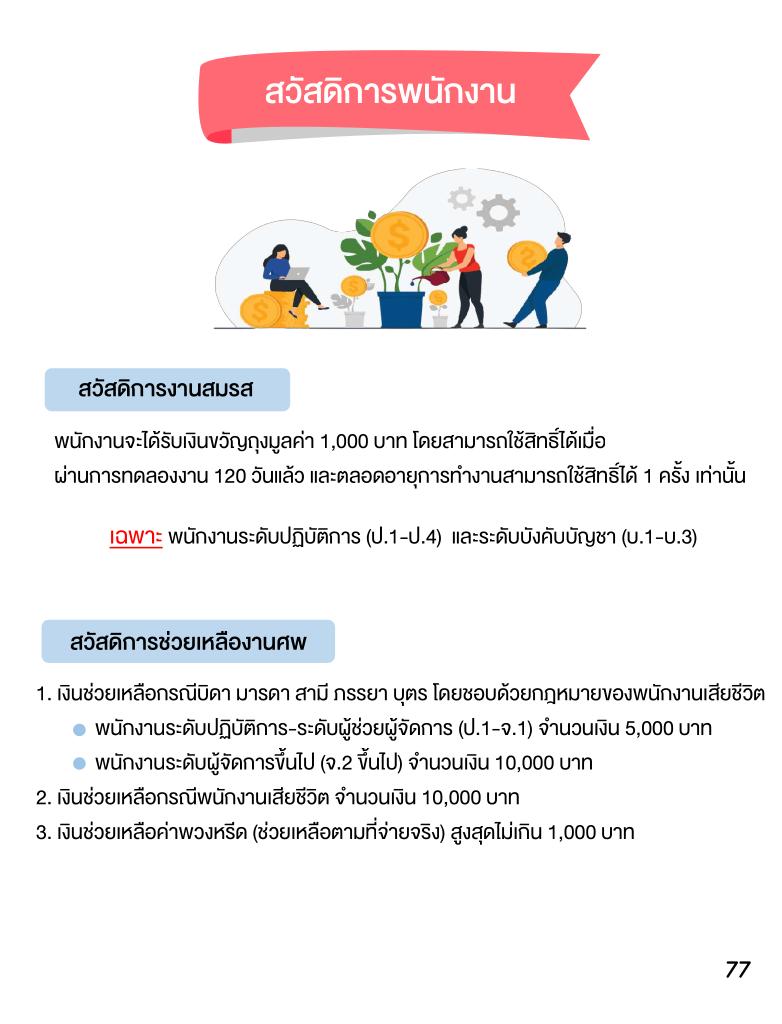 สวัสดิการพนักงาน
สวัสดิการงานสมรส
พนักงานจะได้รับเงินขวัญถุงมูลค่า 1,000 บาท โดยสามารถใช้สิทธิ์ได้เมื่อ
ผ่านการทดลองงาน 120 วันแล้ว และตลอดอายุการทำงานสามารถใช้สิทธิ์ได้ 1 ครั้ง เท่านั้น
เฉพาะ พนักงานระดับปฏิบัติการ (ป.1-ป.4) และระดับบังคับบัญชา (บ.1-บ.3)
สวัสดิการช่วยเหลืองานศพ
1. เงินช่วยเหลือกรณีบิดา มารดา สามี ภรรยา บุตร โดยชอบด้วยกฎหมายของพนักงานเสียชีวิต
พนักงานระดับปฏิบัติการ-ระดับผู้ช่วยผู้จัดการ (ป.1-จ.1) จำนวนเงิน 5,000 บาท
พนักงานระดับผู้จัดการขึ้นไป (จ.2 ขึ้นไป) จำนวนเงิน 10,000 บาท
2. เงินช่วยเหลือกรณีพนักงานเสียชีวิต จำนวนเงิน 10,000 บาท
3. เงินช่วยเหลือค่าพวงหรีด (ช่วยเหลือตามที่จ่ายจริง) สูงสุดไม่เกิน 1,000 บาท
77